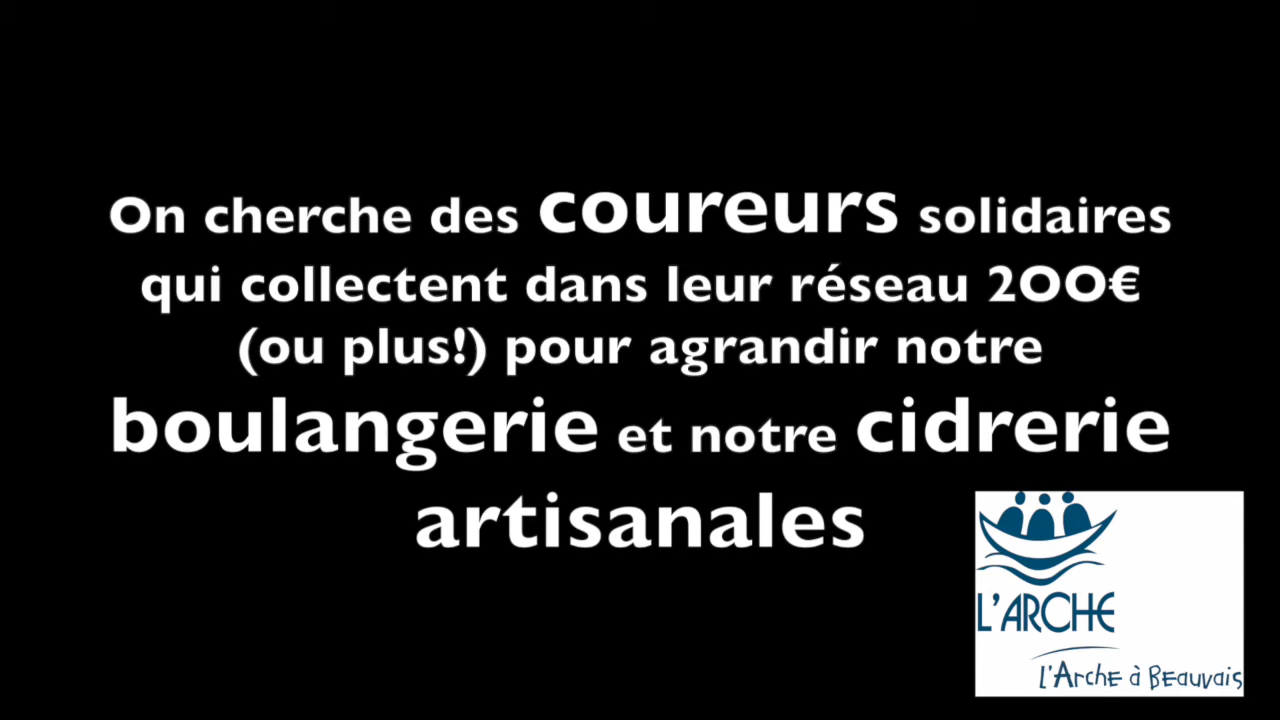 On cherche des coureurs solidaires
qui collectent dans leur réseau 200€
(ou plus!) pour agrandir notre
boulangerie et notre cidrerie
artisanales
L'ARCHE
L'Arche à Beauvais